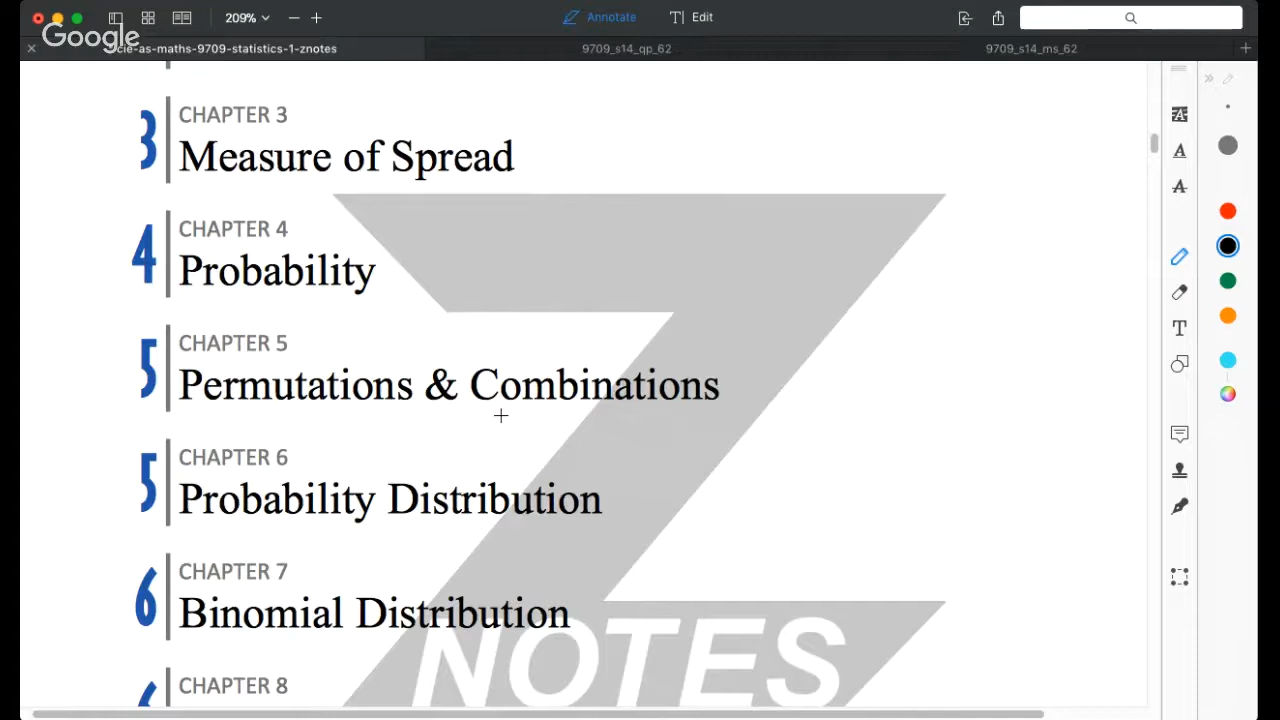 209%
Annotate
T| Edit
Google
cie-as-maths-9709-statistics-1-znotes
9709_s14_qp_62
9709_s14_ms_62
3
CHAPTER 3
Measure of Spread
4
CHAPTER 4
Probability
5
CHAPTER 5
Permutations & Combinations
5
CHAPTER 6
Probability Distribution
6
CHAPTER 7
Binomial Distribution
CHAPTER 8
NOTES
A
A
A
T